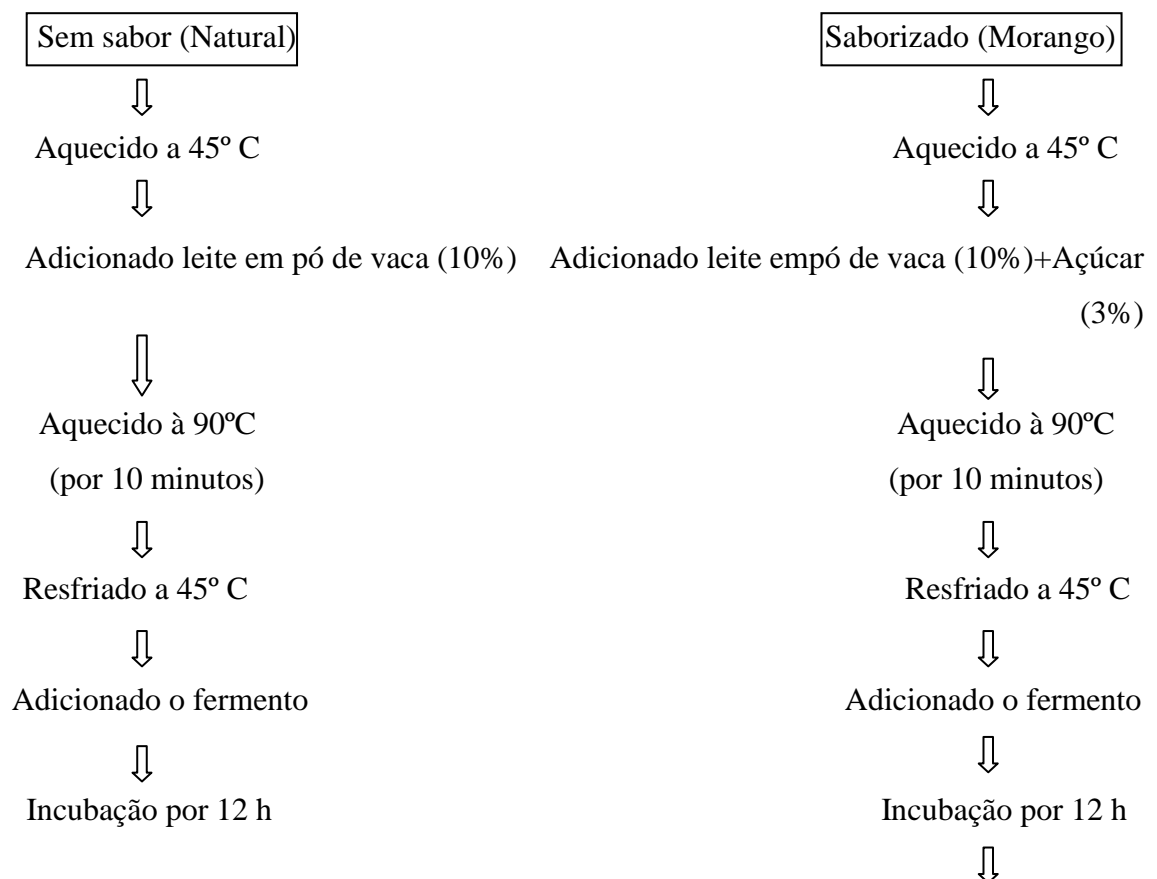 Sem sabor (Natural)
Saborizado (Morango)
Aquecido a 45º C
Aquecido a 45º C
Adicionado leite em pó de vaca (10%)
Adicionado leite empó de vaca (10%)+Açúcar
(3%)
Aquecido à 90ºC
(por 10 minutos)
Aquecido à 90ºC
(por 10 minutos)
Resfriado a 45º C
Resfriado a 45º C
Adicionado o fermento
Adicionado o fermento
Incubação por 12 h
Incubação por 12 h